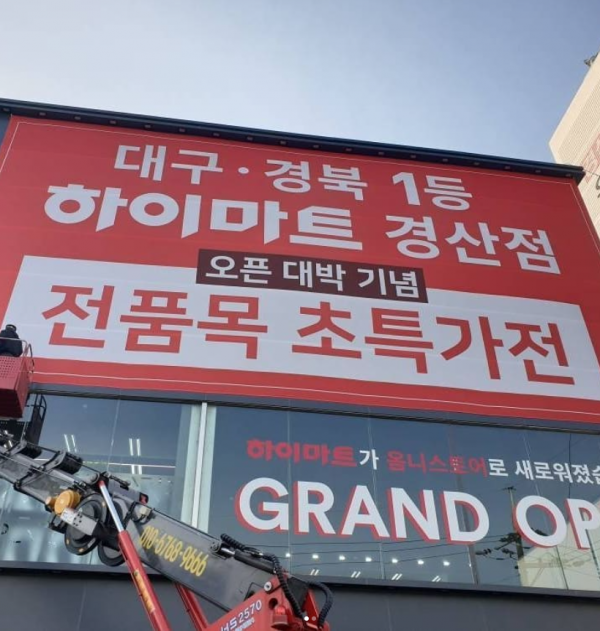 대구·경북 1등
하이마트 경산점
오픈 대박 기념
전품목 초특가전
하이마트가 옴니스토어로 새로워졌습
GRAND OP
010-6768-9666
2570